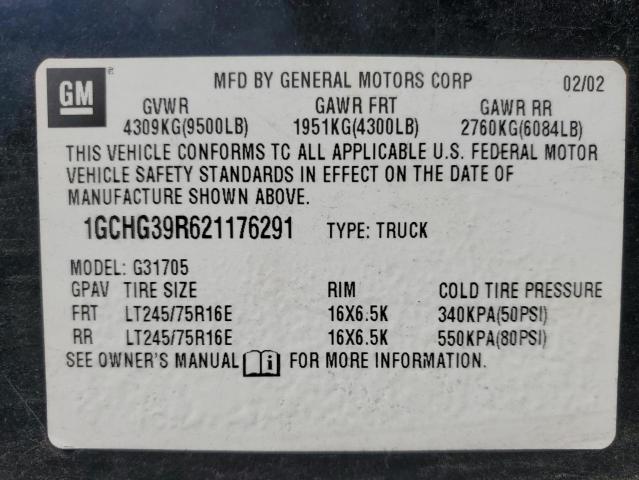 GM ® MFD BY GENERAL MOTORS CORP 02/02
GVWR GAWR FRT GAWR RR
4309KG(9500LB) 1951KG(4300LB) 2760KG(6084LB)
THIS VEHICLE CONFORMS TC ALL APPLICABLE U.S. FEDERAL MOTOR
VEHICLE SAFETY STANDARDS IN EFFECT ON THE DATE OF
MANUFACTURE SHOWN ABOVE.
1GCHG39R621176291 TYPE: TRUCK
MODEL: G31705
GPAV TIRE SIZE RIM COLD TIRE PRESSURE
FRT LT245/75R16E 16X6.5K 340KPA(50PSI)
RR LT245/75R16E 16X6.5K 550KPA(80PSI)
SEE OWNER'S MANUAL i FOR MORE INFORMATION.